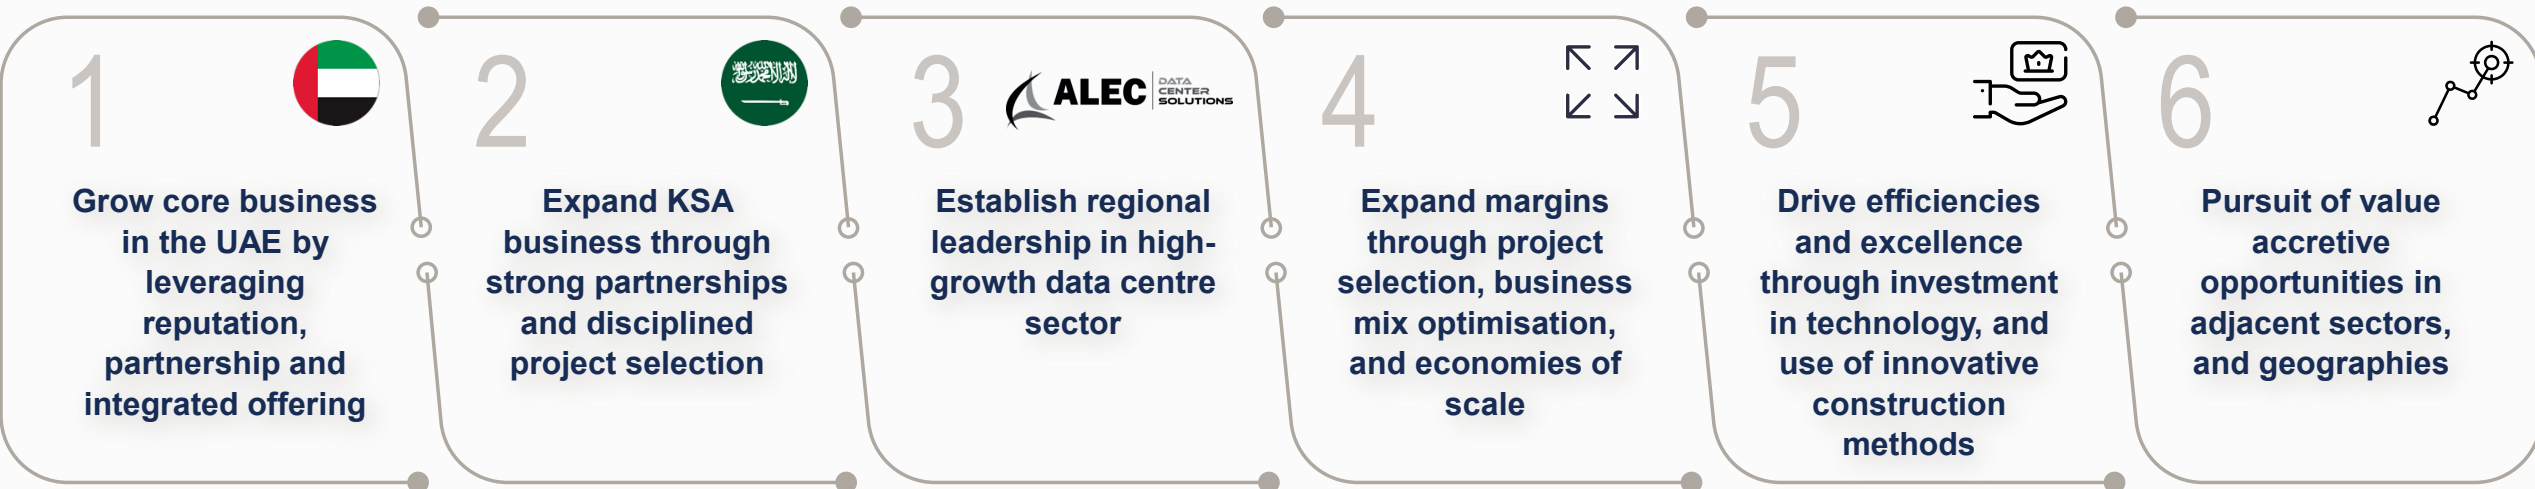 1
Grow core business
in the UAE by
leveraging
reputation,
partnership and
integrated offering
2
Expand KSA
business through
strong partnerships
and disciplined
project selection
3
ALEC
DATA
CENTER
SOLUTIONS
Establish regional
leadership in high-
growth data centre
sector
4
Expand margins
through project
selection, business
mix optimisation,
and economies of
scale
5
Drive efficiencies
and excellence
through investment
in technology, and
use of innovative
construction
methods
6
Pursuit of value
accretive
opportunities in
adjacent sectors,
and geographies